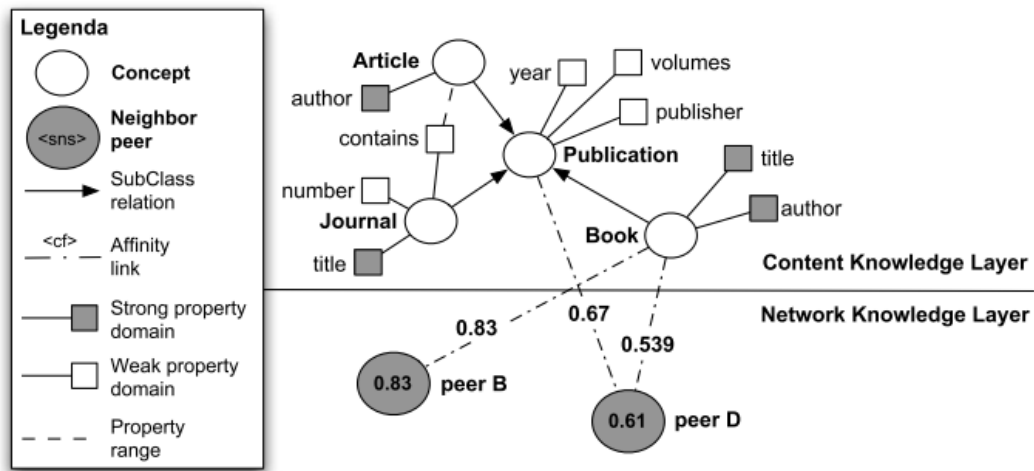 Legenda
Concept
<sns>
Neighbor
peer
SubClass
relation
<cf>
Affinity
link
Strong property
domain
Weak property
domain
Property
range
Article
author
contains
number
Journal
title
year
volumes
publisher
Publication
title
author
Book
Content Knowledge Layer
Network Knowledge Layer
0.83
0.67
0.539
0.83
peer B
0.61
peer D